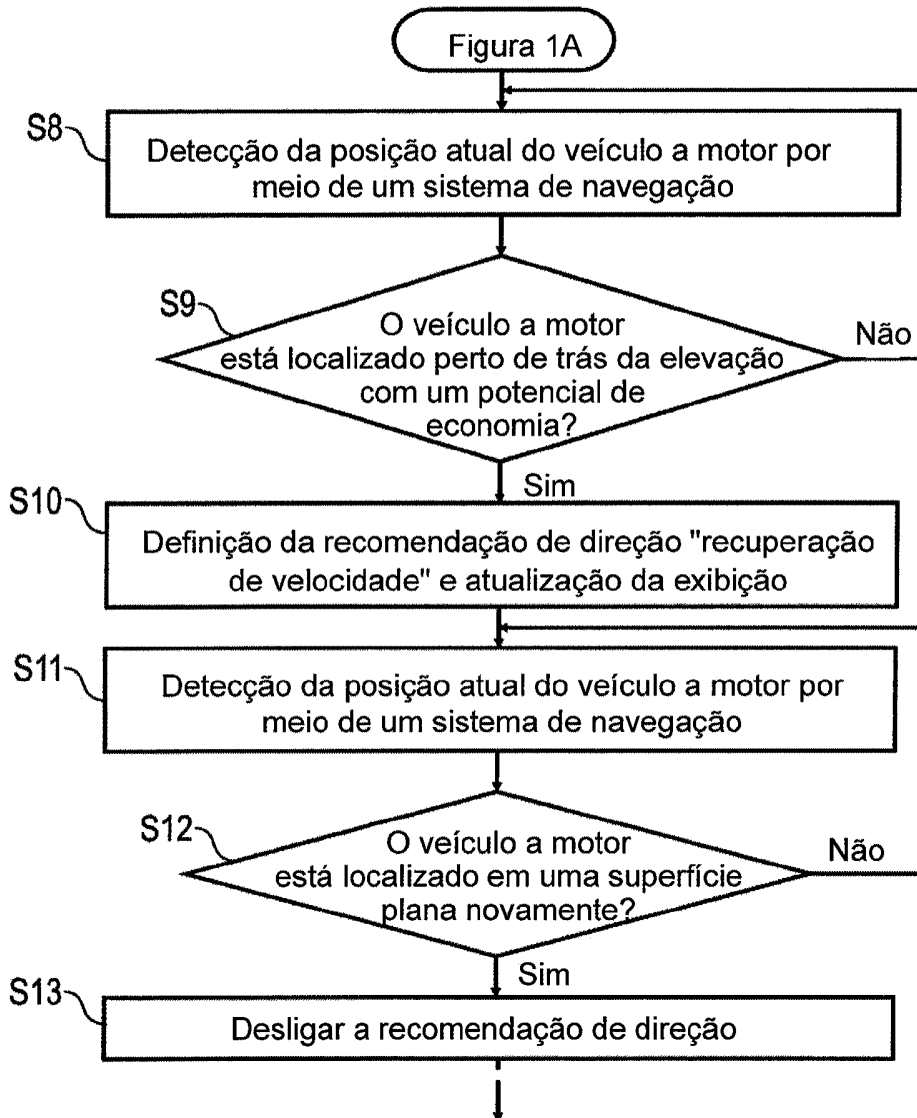 Figura 1A
S8
Detecção da posição atual do veículo a motor por
meio de um sistema de navegação
S9
O veículo a motor
está localizado perto de trás da elevação
com um potencial de
economia?
Não
Sim
S10
Definição da recomendação de direção "recuperação
de velocidade" e atualização da exibição
S11
Detecção da posição atual do veículo a motor por
meio de um sistema de navegação
S12
O veículo a motor
está localizado em uma superfície
plana novamente?
Não
Sim
S13
Desligar a recomendação de direção